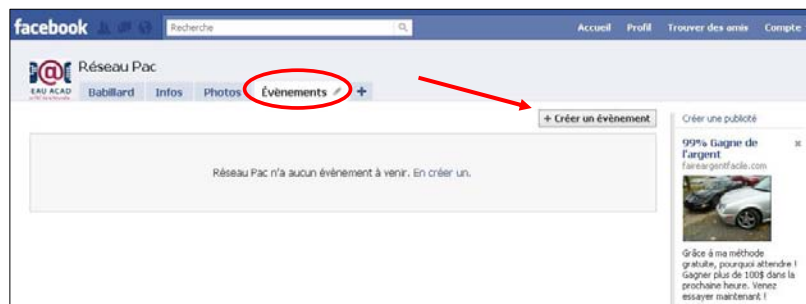 facebook
Recherche
Accueil Profil Trouver des amis Compte
Réseau Pac
EAU ACAD
Babillard Infos Photos Évènements +
+ Créer un évènement
Créer une publicité
99% Gagne de
l'argent
faireargentfacile.com
Réseau Pac n'a aucun évènement à venir. En créer un.
Grâce á ma méthode
gratuite, pourquoi attendre !
Gagner plus de 100$ dans la
prochaine heure. Venez
essayer maintenant !